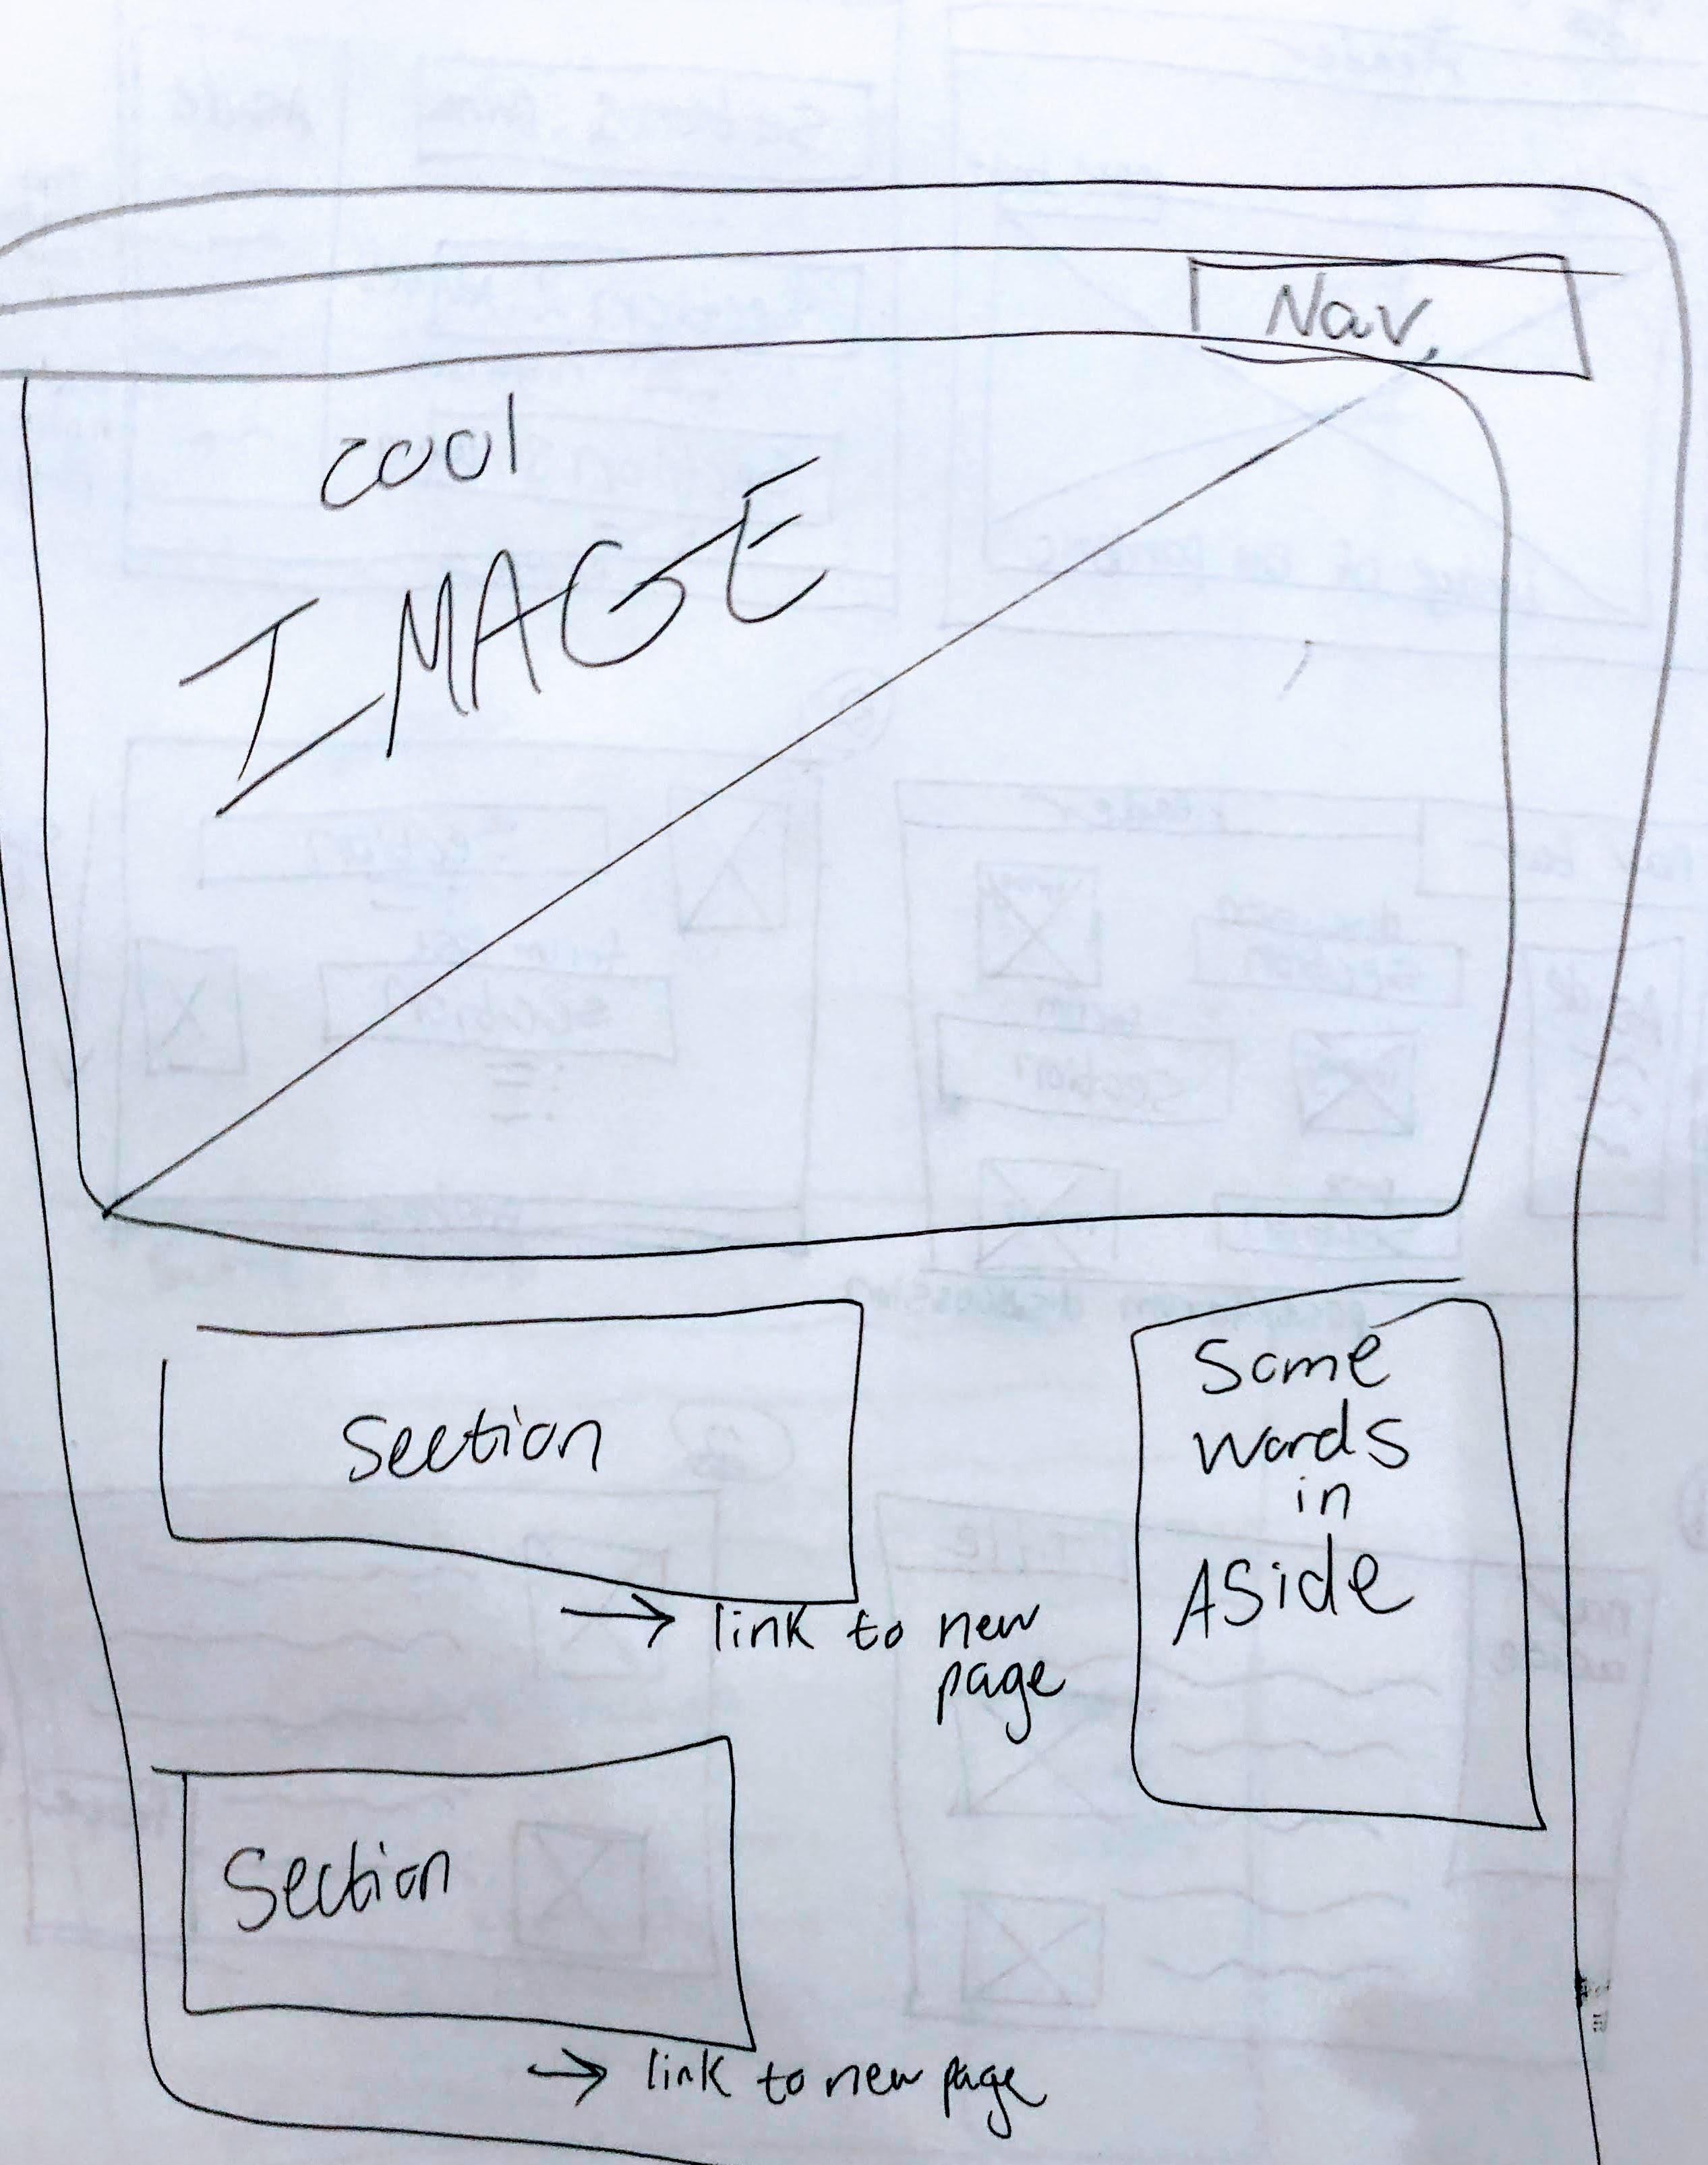 Nav.
cool
IMAGE
Section
Some
words
in
Aside
→ link to new
page
Section
→ link to new page